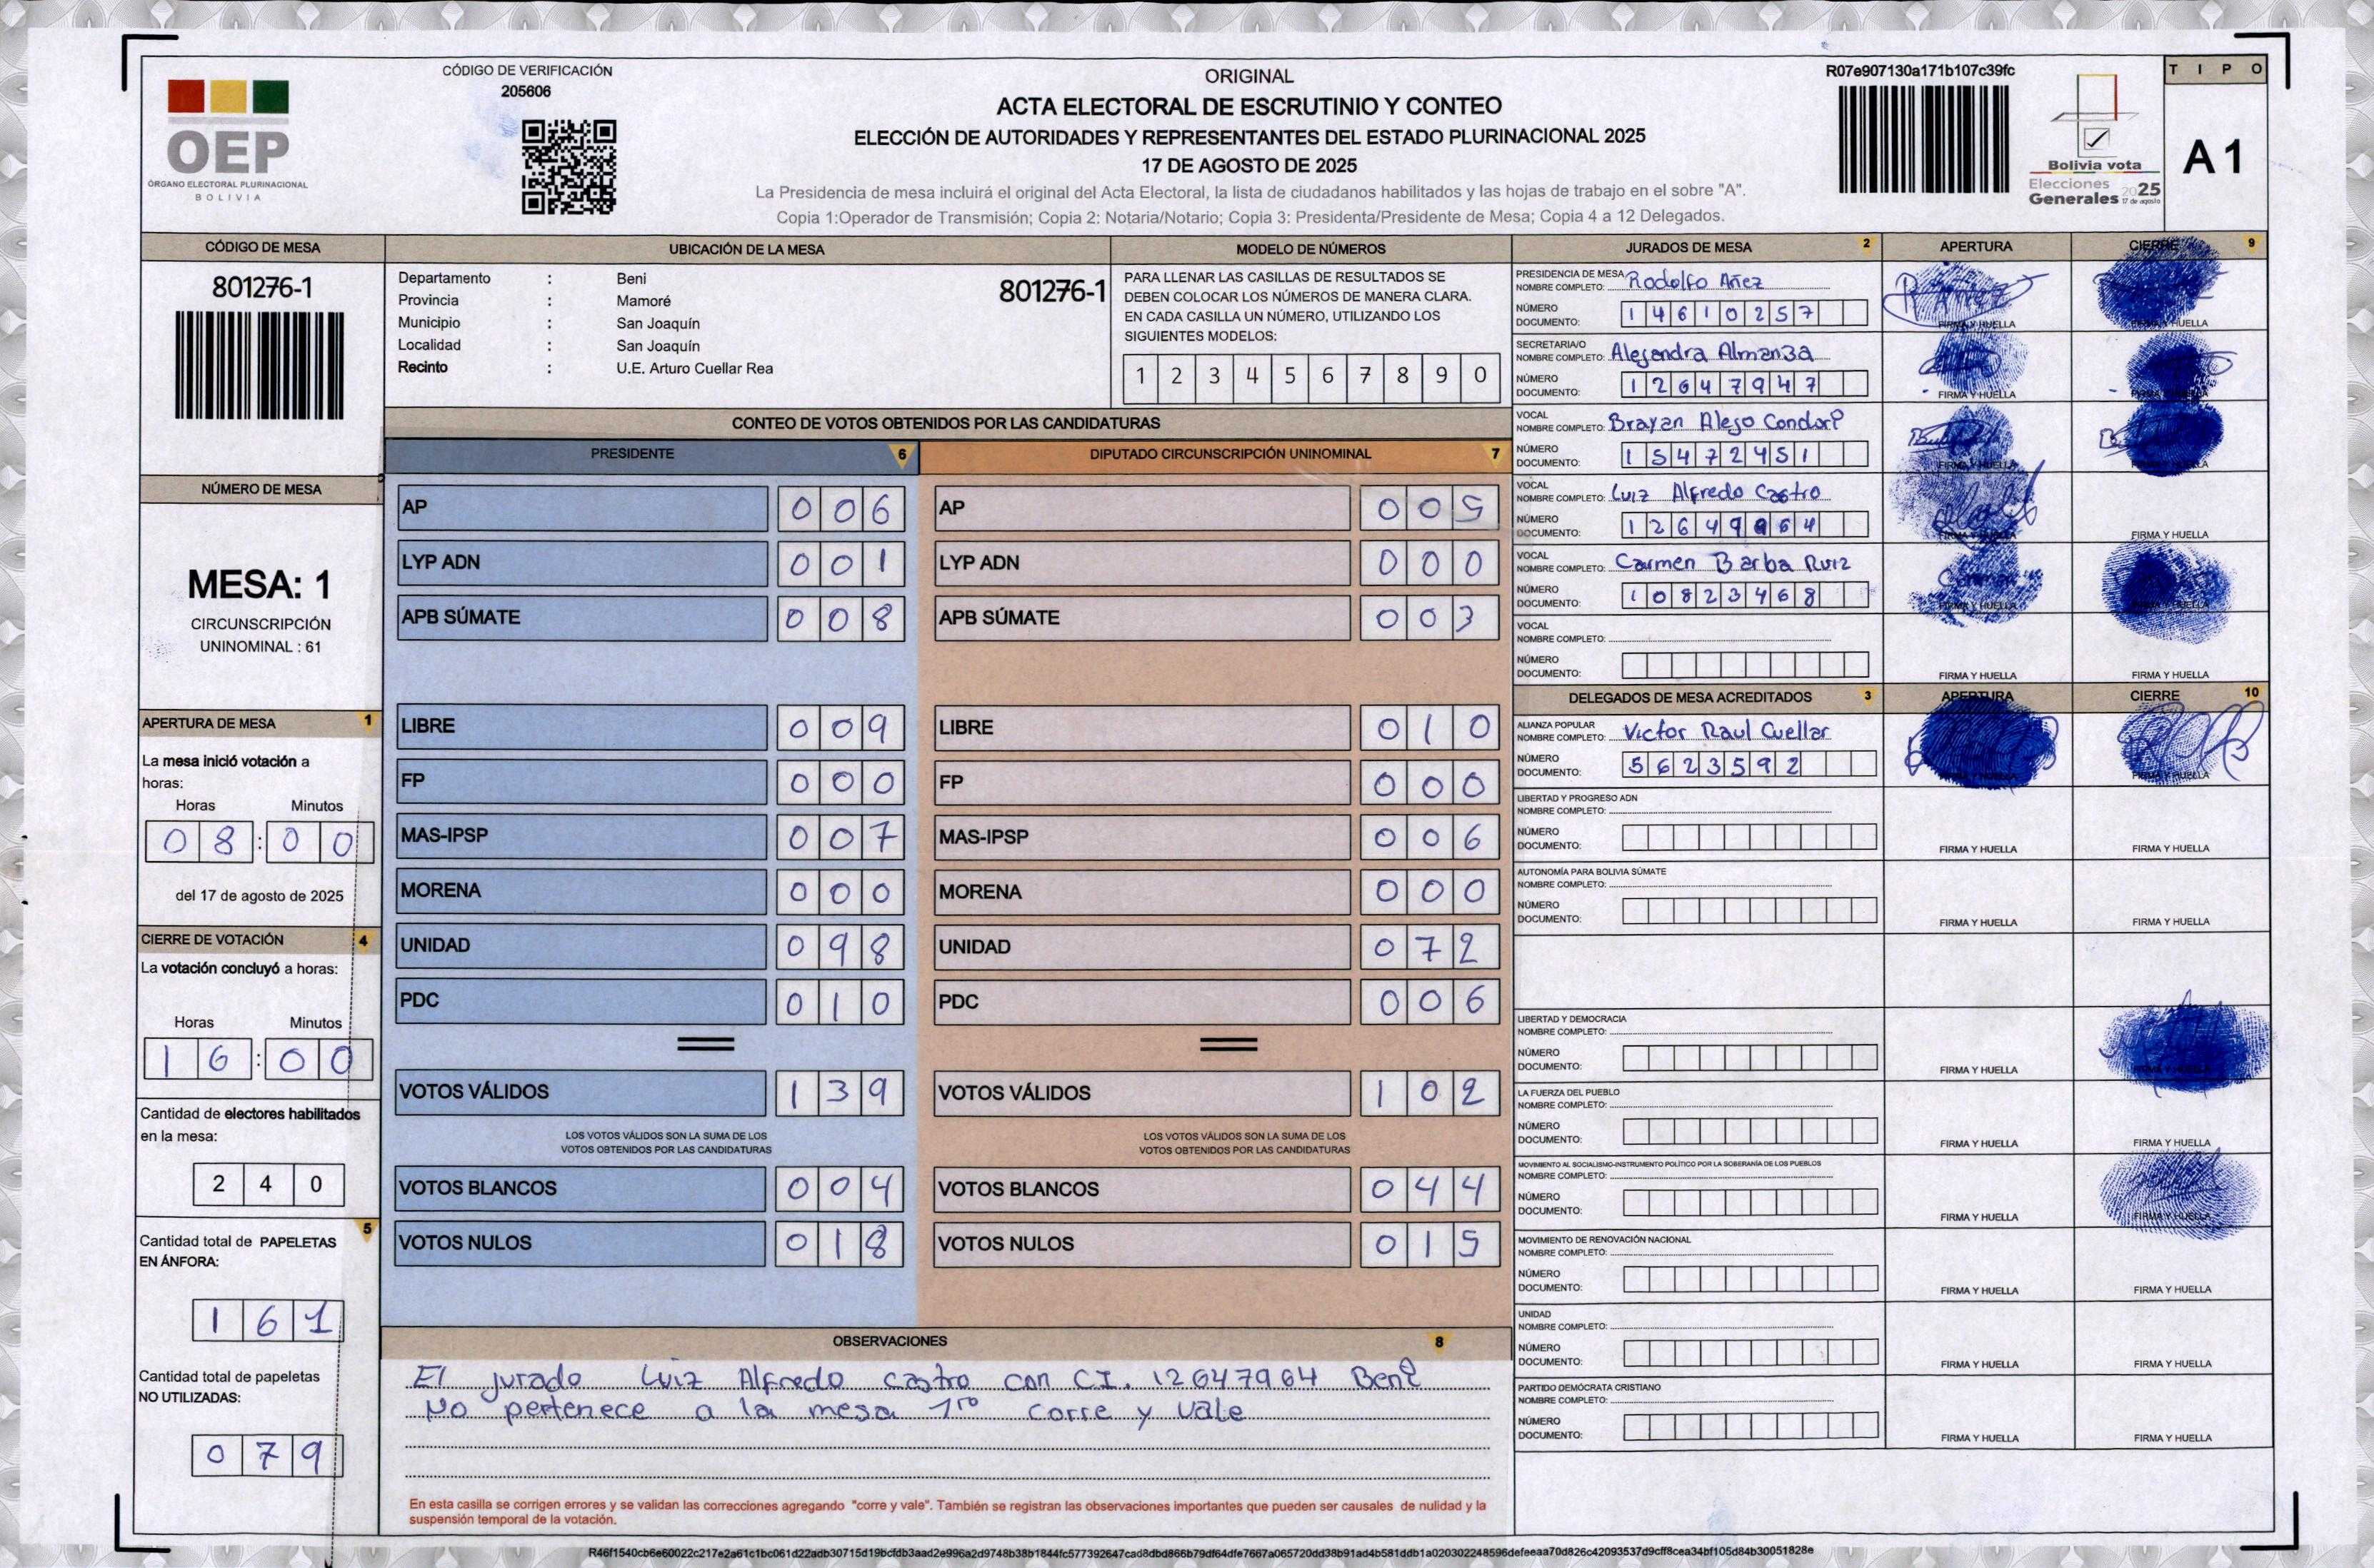 CÓDIGO DE VERIFICACIÓN
205606
OEP
ÓRGANO ELECTORAL PLURINACIONAL
BOLIVIA
ORIGINAL
ACTA ELECTORAL DE ESCRUTINIO Y CONTEO
ELECCIÓN DE AUTORIDADES Y REPRESENTANTES DEL ESTADO PLURINACIONAL 2025
17 DE AGOSTO DE 2025
La Presidencia de mesa incluirá el original del Acta Electoral, la lista de ciudadanos habilitados y las hojas de trabajo en el sobre "A".
Copia 1:Operador de Transmisión; Copia 2: Notaria/Notario; Copia 3: Presidenta/Presidente de Mesa; Copia 4 a 12 Delegados.
R07e907130a171b107c39fc
Bolivia vota
Elecciones
Generales 2025
17 de agosto
TIPO
A 1
CÓDIGO DE MESA
801276-1
NÚMERO DE MESA
MESA: 1
CIRCUNSCRIPCIÓN
UNINOMINAL : 61
APERTURA DE MESA 1
La mesa inició votación a
horas:
Horas Minutos
08:00
del 17 de agosto de 2025
CIERRE DE VOTACIÓN 4
La votación concluyó a horas:
Horas Minutos
16:00
Cantidad de electores habilitados
en la mesa:
240
5
Cantidad total de PAPELETAS
EN ÁNFORA:
161
Cantidad total de papeletas
NO UTILIZADAS:
079
UBICACIÓN DE LA MESA
Departamento : Beni
801276-1
Provincia : Mamoré
Municipio : San Joaquín
Localidad : San Joaquín
Recinto : U.E. Arturo Cuellar Rea
MODELO DE NÚMEROS
PARA LLENAR LAS CASILLAS DE RESULTADOS SE
DEBEN COLOCAR LOS NÚMEROS DE MANERA CLARA.
EN CADA CASILLA UN NÚMERO, UTILIZANDO LOS
SIGUIENTES MODELOS:
1 2 3 4 5 6 7 8 9 0
CONTEO DE VOTOS OBTENIDOS POR LAS CANDIDATURAS
PRESIDENTE 6 DIPUTADO CIRCUNSCRIPCIÓN UNINOMINAL 7
AP 006 AP 005
LYP ADN 001 LYP ADN 000
APB SÚMATE 008 APB SÚMATE 003
LIBRE 009 LIBRE 010
FP 000 FP 000
MAS-IPSP 007 MAS-IPSP 006
MORENA 000 MORENA 000
UNIDAD 098 UNIDAD 072
PDC 010 PDC 006
VOTOS VÁLIDOS 139 VOTOS VÁLIDOS 102
LOS VOTOS VÁLIDOS SON LA SUMA DE LOS LOS VOTOS VÁLIDOS SON LA SUMA DE LOS
VOTOS OBTENIDOS POR LAS CANDIDATURAS VOTOS OBTENIDOS POR LAS CANDIDATURAS
VOTOS BLANCOS 004 VOTOS BLANCOS 044
VOTOS NULOS 018 VOTOS NULOS 015
OBSERVACIONES 8
El jurado Luiz Alfredo castro con C.I. 12647964 Beni
No pertenece a la mesa 1ro corre y vale
En esta casilla se corrigen errores y se validan las correcciones agregando "corre y vale". También se registran las observaciones importantes que pueden ser causales de nulidad y la
suspensión temporal de la votación.
JURADOS DE MESA 2 APERTURA CIERRE 9
PRESIDENCIA DE MESA
NOMBRE COMPLETO: Rodolfo Añez
NÚMERO
DOCUMENTO: 14610257
FIRMA Y HUELLA FIRMA Y HUELLA
SECRETARIA/O
NOMBRE COMPLETO: Alejandra Almanza
NÚMERO
DOCUMENTO: 12647947
FIRMA Y HUELLA
VOCAL
NOMBRE COMPLETO: Brayan Alejo Condori
NÚMERO
DOCUMENTO: 15472451
FIRMA Y HUELLA FIRMA Y HUELLA
VOCAL
NOMBRE COMPLETO: Luiz Alfredo Castro
NÚMERO
DOCUMENTO: 12649964
FIRMA Y HUELLA FIRMA Y HUELLA
VOCAL
NOMBRE COMPLETO: Carmen Barba Ruiz
NÚMERO
DOCUMENTO: 10823468
FIRMA Y HUELLA FIRMA Y HUELLA
VOCAL
NOMBRE COMPLETO:
NÚMERO
DOCUMENTO:
FIRMA Y HUELLA FIRMA Y HUELLA
DELEGADOS DE MESA ACREDITADOS 3 APERTURA CIERRE 10
ALIANZA POPULAR
NOMBRE COMPLETO: Victor Raul Cuellar
NÚMERO
DOCUMENTO: 5623592
FIRMA Y HUELLA FIRMA Y HUELLA
LIBERTAD Y PROGRESO ADN
NOMBRE COMPLETO:
NÚMERO
DOCUMENTO:
FIRMA Y HUELLA FIRMA Y HUELLA
AUTONOMÍA PARA BOLIVIA SÚMATE
NOMBRE COMPLETO:
NÚMERO
DOCUMENTO:
FIRMA Y HUELLA FIRMA Y HUELLA
LIBERTAD Y DEMOCRACIA
NOMBRE COMPLETO:
NÚMERO
DOCUMENTO:
FIRMA Y HUELLA
LA FUERZA DEL PUEBLO
NOMBRE COMPLETO:
NÚMERO
DOCUMENTO:
FIRMA Y HUELLA FIRMA Y HUELLA
MOVIMIENTO AL SOCIALISMO-INSTRUMENTO POLÍTICO POR LA SOBERANÍA DE LOS PUEBLOS
NOMBRE COMPLETO:
NÚMERO
DOCUMENTO:
FIRMA Y HUELLA FIRMA Y HUELLA
MOVIMIENTO DE RENOVACIÓN NACIONAL
NOMBRE COMPLETO:
NÚMERO
DOCUMENTO:
FIRMA Y HUELLA FIRMA Y HUELLA
UNIDAD
NOMBRE COMPLETO:
NÚMERO
DOCUMENTO:
FIRMA Y HUELLA FIRMA Y HUELLA
PARTIDO DEMÓCRATA CRISTIANO
NOMBRE COMPLETO:
NÚMERO
DOCUMENTO:
FIRMA Y HUELLA FIRMA Y HUELLA